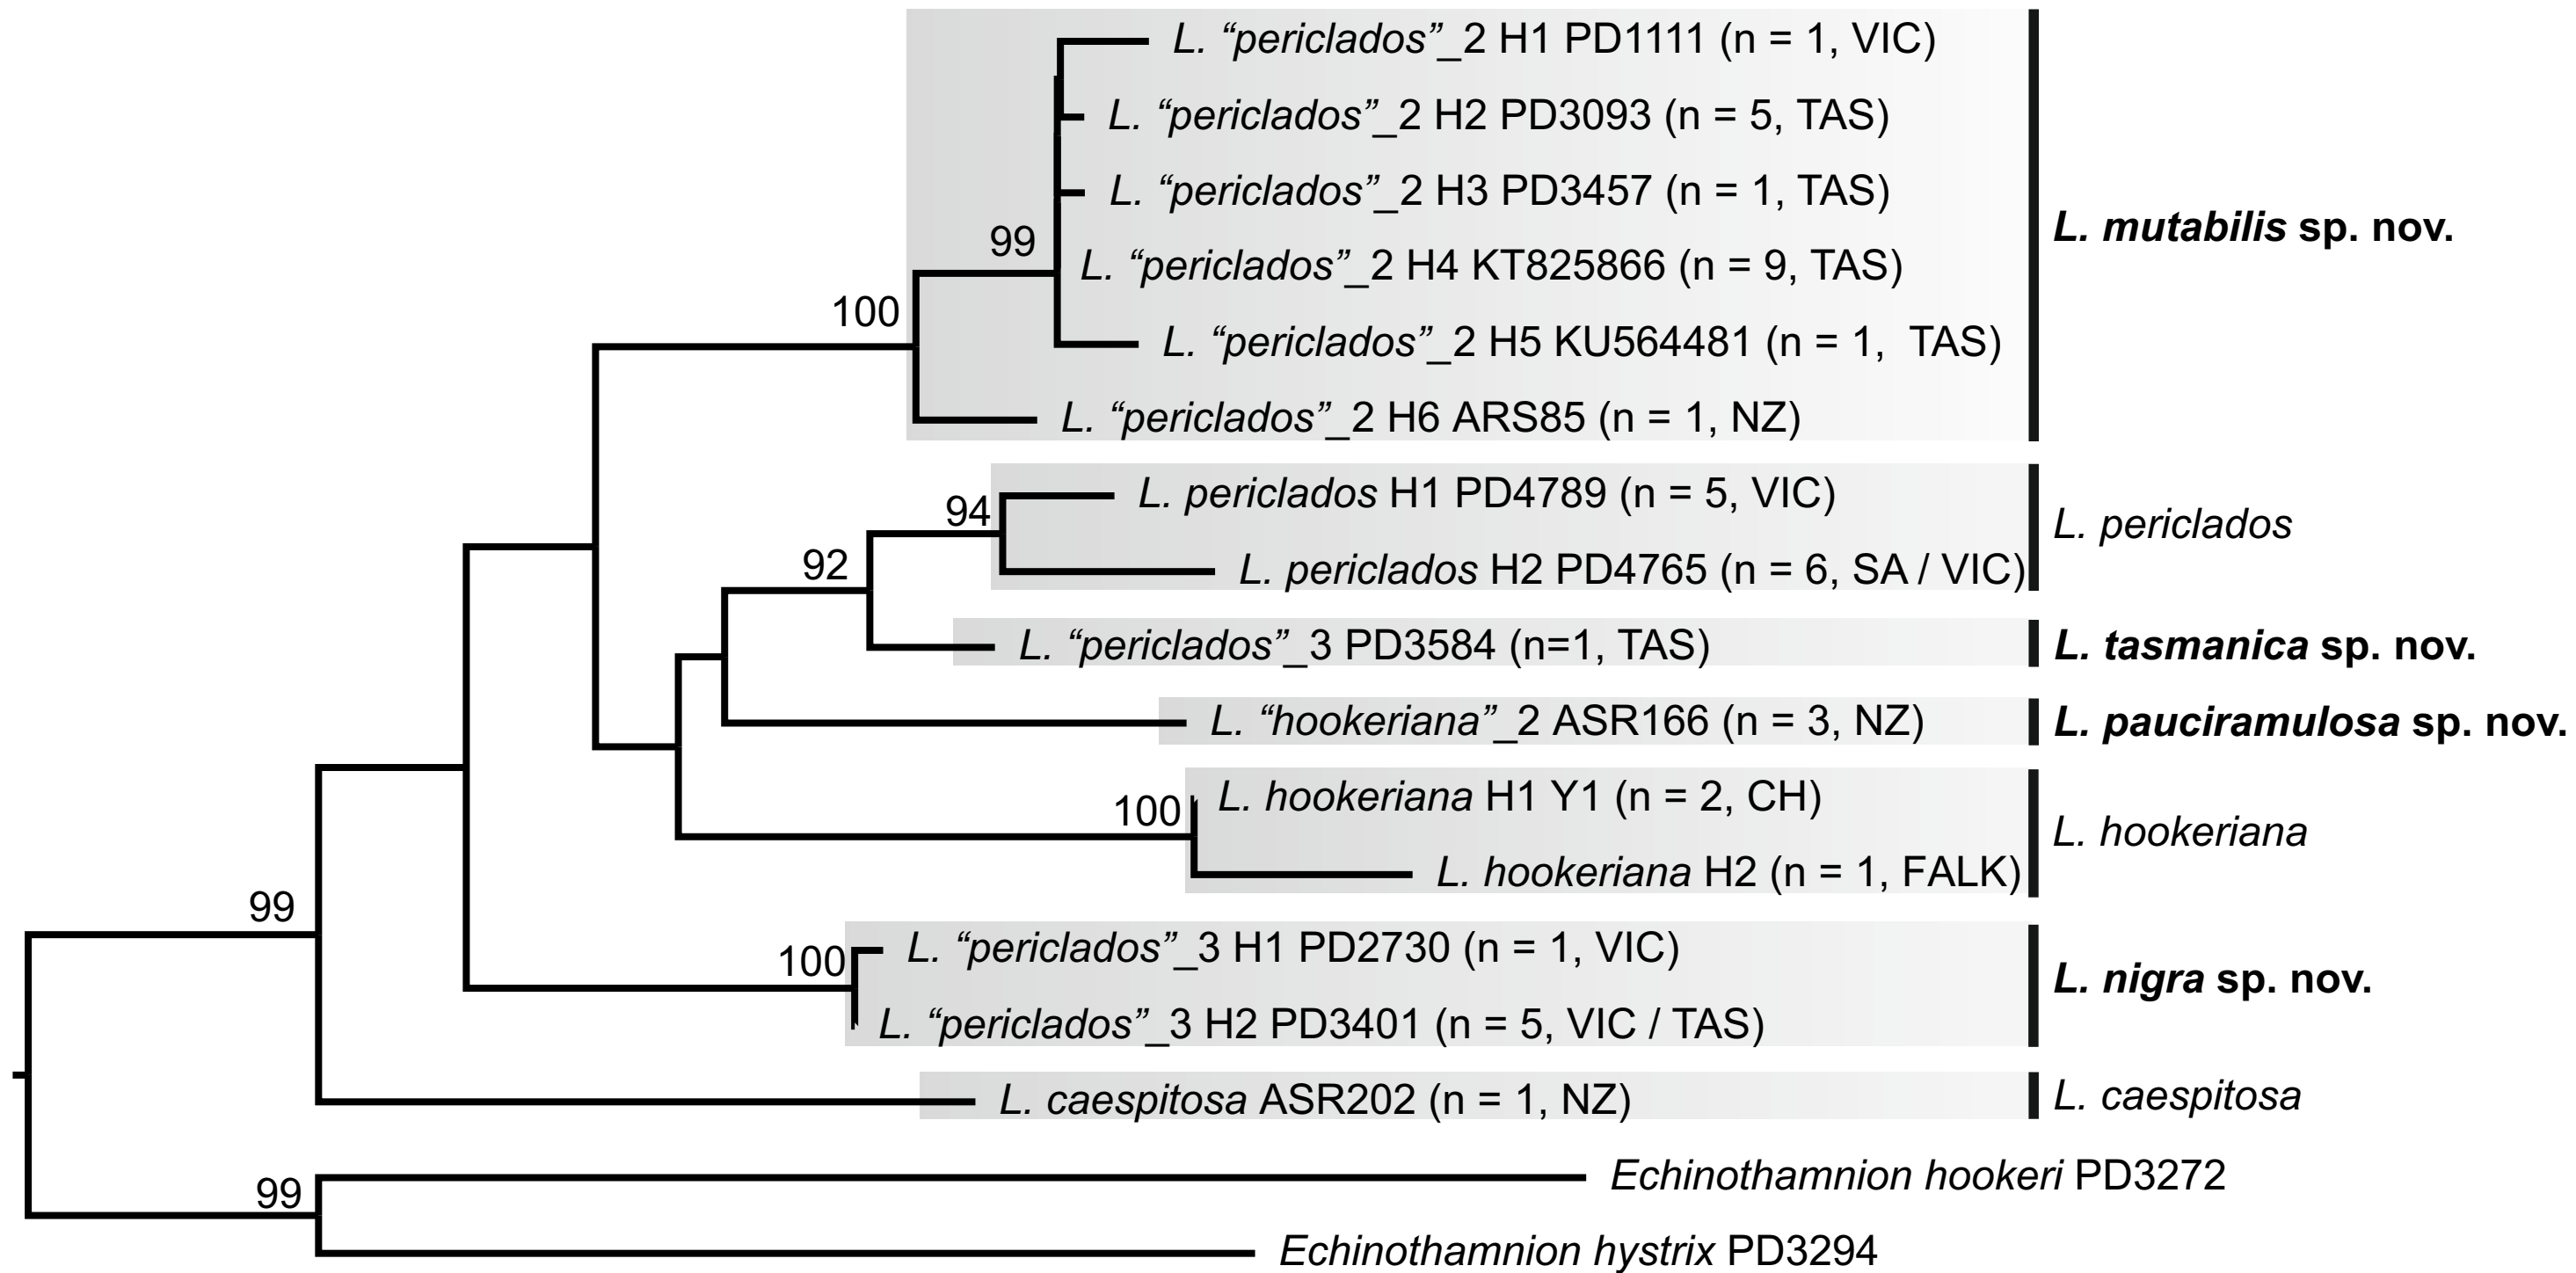 L. “periclados”_2 H1 PD1111 (n = 1, VIC)
L. “periclados”_2 H2 PD3093 (n = 5, TAS)
L. “periclados”_2 H3 PD3457 (n = 1, TAS)
L. mutabilis sp. nov.
99
L. “periclados”_2 H4 KT825866 (n = 9, TAS)
100
L. “periclados”_2 H5 KU564481 (n = 1, TAS)
L. “periclados”_2 H6 ARS85 (n = 1, NZ)
L. periclados H1 PD4789 (n = 5, VIC)
94
L. periclados
92
L. periclados H2 PD4765 (n = 6, SA / VIC)
L. “periclados”_3 PD3584 (n=1, TAS)
L. tasmanica sp. nov.
L. “hookeriana”_2 ASR166 (n = 3, NZ)
L. pauciramulosa sp. nov.
L. hookeriana H1 Y1 (n = 2, CH)
100
L. hookeriana
L. hookeriana H2 (n = 1, FALK)
99
L. “periclados”_3 H1 PD2730 (n = 1, VIC)
100
L. nigra sp. nov.
L. “periclados”_3 H2 PD3401 (n = 5, VIC / TAS)
L. caespitosa ASR202 (n = 1, NZ)
L. caespitosa
Echinothamnion hookeri PD3272
99
Echinothamnion hystrix PD3294